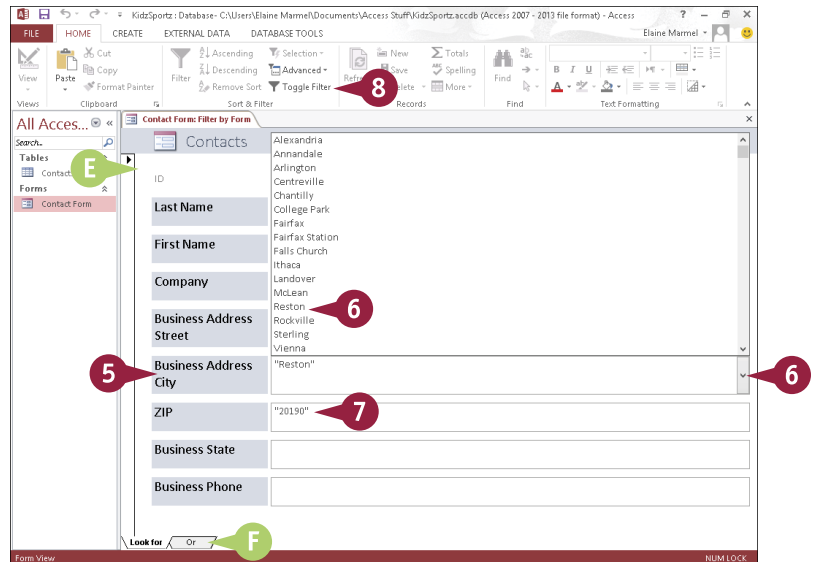 KidzSportz : Database- C:\Users\Elaine Marmel\Documents\Access Stuff\KidzSportz.accdb (Access 2007 - 2013 file format) - Access
FILE HOME CREATE EXTERNAL DATA DATABASE TOOLS Elaine Marmel
Cut Ascending Selection New Totals
Copy Descending Advanced Save Spelling
View Paste Format Painter Filter Remove Sort Toggle Filter 8 More Find B I U
Views Clipboard Sort & Filter Records Find Text Formatting
All Acces... Contact Form: Filter by Form
Search..
Tables
E
Forms
Contact Form
Contacts
ID
Alexandria
Annandale
Arlington
Centreville
Chantilly
College Park
Fairfax
Fairfax Station
Falls Church
Ithaca
Landover
McLean
Reston 6
Rockville
Sterling
Vienna
Last Name
First Name
Company
Business Address
Street
5 Business Address "Reston" 6
City
ZIP "20190" 7
Business State
Business Phone
Look for Or F
Form View NUM LOCK